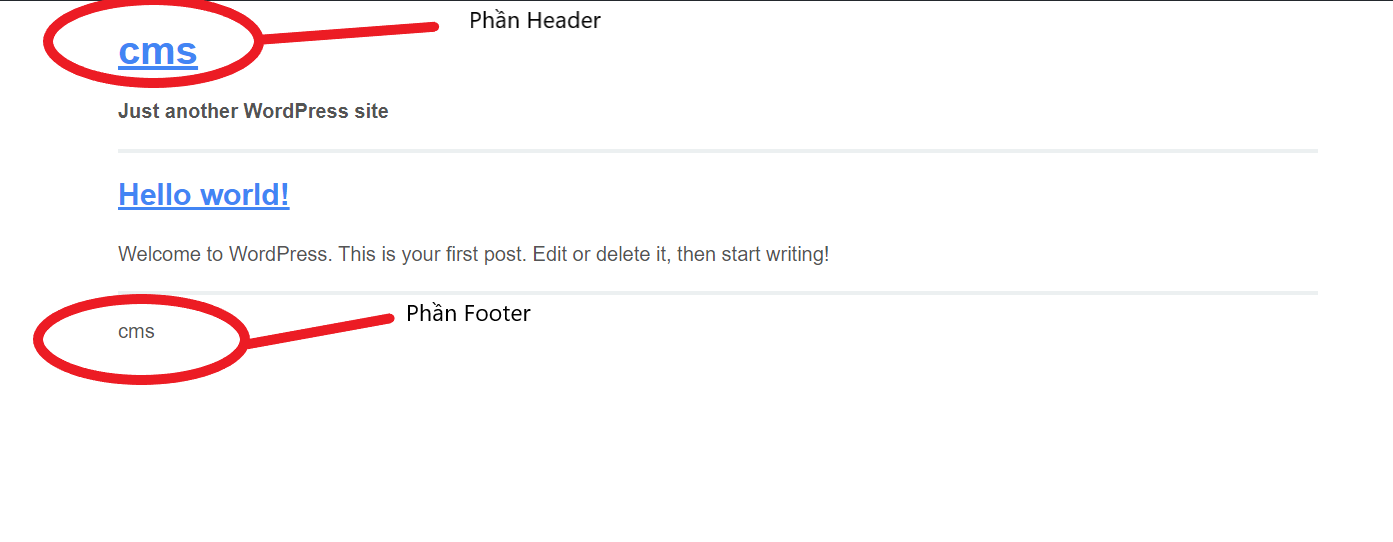 cms
Phần Header
Just another WordPress site
Hello world!
Welcome to WordPress. This is your first post. Edit or delete it, then start writing!
Phần Footer
cms